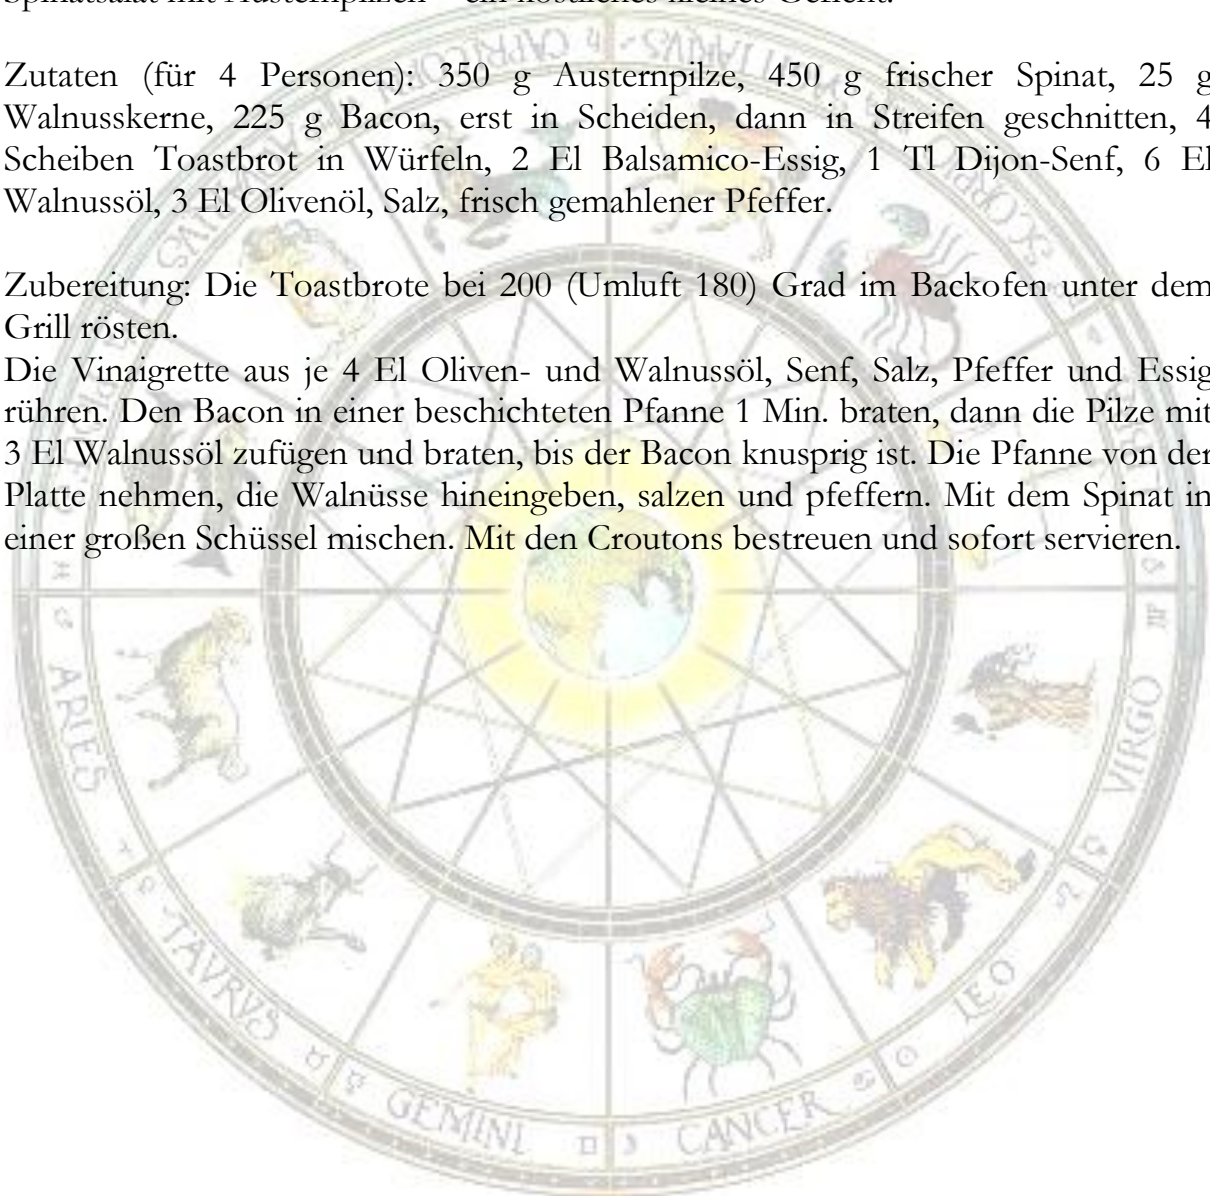 Zutaten (für 4 Personen): 350 g Austernpilze, 450 g frischer Spinat, 25 g
Walnusskerne, 225 g Bacon, erst in Scheiden, dann in Streifen geschnitten, 4
Scheiben Toastbrot in Würfeln, 2 El Balsamico-Essig, 1 Tl Dijon-Senf, 6 El
Walnussöl, 3 El Olivenöl, Salz, frisch gemahlener Pfeffer.
Zubereitung: Die Toastbrote bei 200 (Umluft 180) Grad im Backofen unter dem
Grill rösten.
Die Vinaigrette aus je 4 El Oliven- und Walnussöl, Senf, Salz, Pfeffer und Essig
rühren. Den Bacon in einer beschichteten Pfanne 1 Min. braten, dann die Pilze mit
3 El Walnussöl zufügen und braten, bis der Bacon knusprig ist. Die Pfanne von der
Platte nehmen, die Walnüsse hineingeben, salzen und pfeffern. Mit dem Spinat in
einer großen Schüssel mischen. Mit den Croutons bestreuen und sofort servieren.
ARIES
VIRGO
TAVRVS
LEO
GEMINI
CANCER